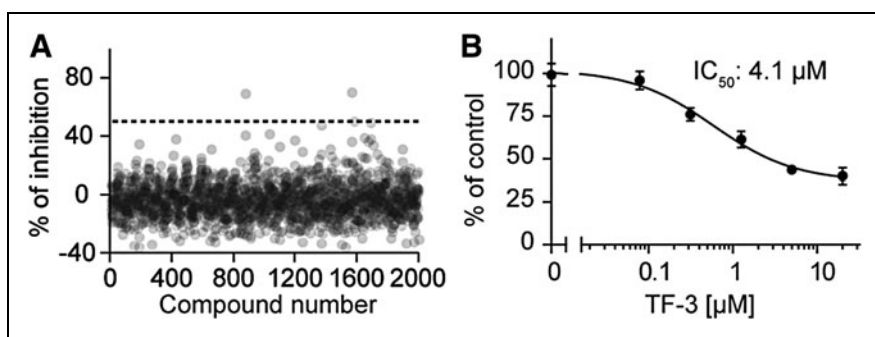 A
% of inhibition
80
40
0
-40
0 400 800 1200 1600 2000
Compound number
B
IC50: 4.1 µM
% of control
100
75
50
25
0
0 0.1 1 10
TF-3 [µM]